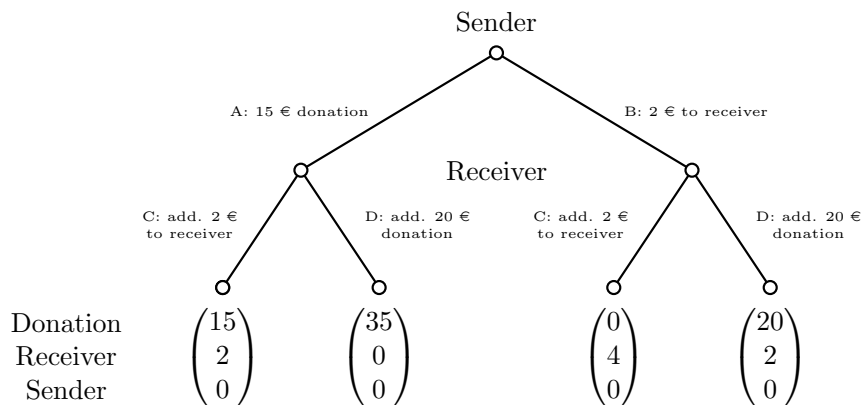 Sender
A: 15 € donation
B: 2 € to receiver
Receiver
C: add. 2 €
to receiver
D: add. 20 €
donation
C: add. 2 €
to receiver
D: add. 20 €
donation
Donation 15 35 0 20
Receiver 2 0 4 2
Sender 0 0 0 0